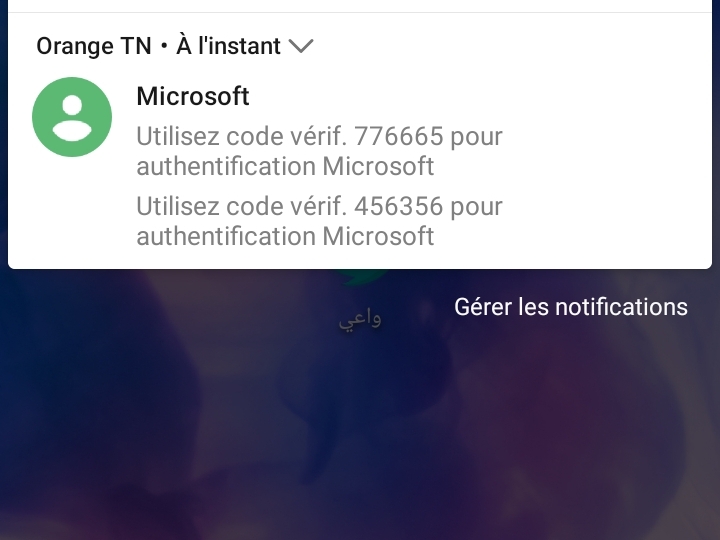 Orange TN • À l'instant
Microsoft
Utilisez code vérif. 776665 pour
authentification Microsoft
Utilisez code vérif. 456356 pour
authentification Microsoft
Gérer les notifications
واعي